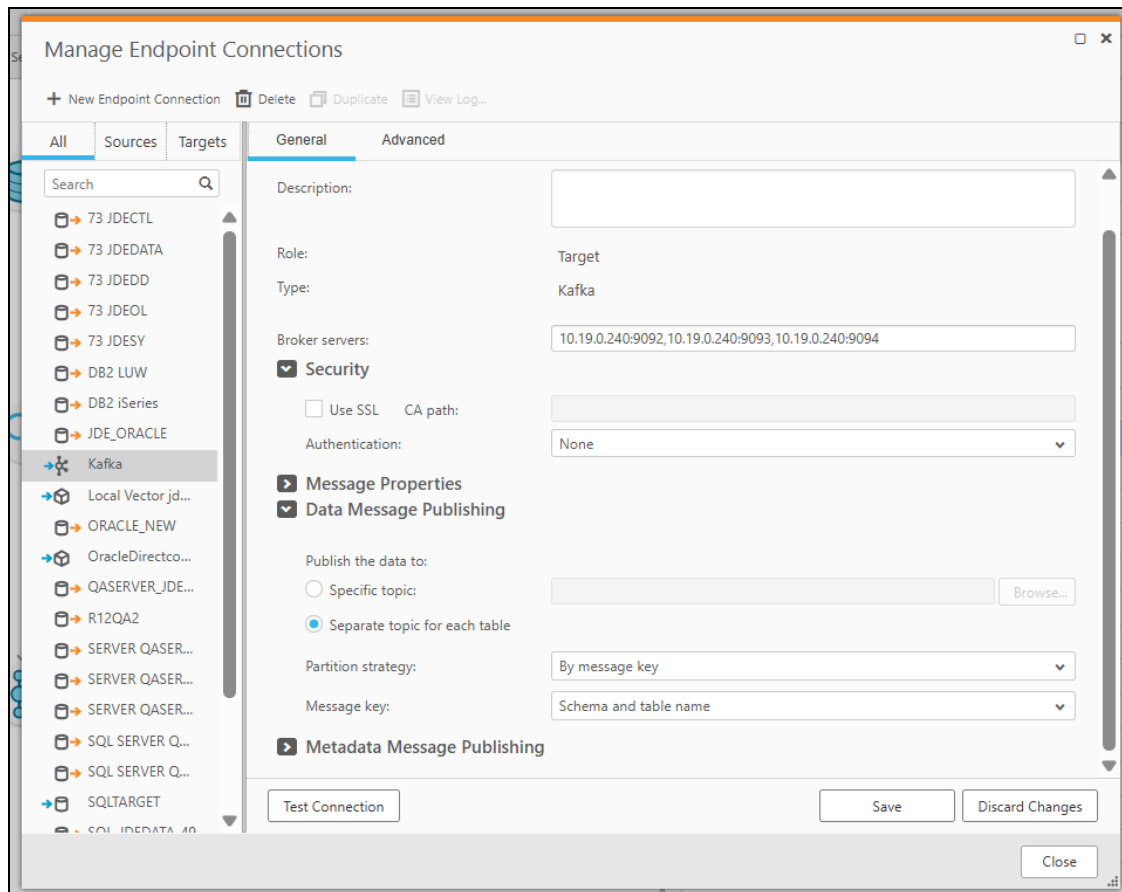 Manage Endpoint Connections
New Endpoint Connection Delete Duplicate View Log...
All Sources Targets
General Advanced
Search
73 JDECTL
73 JDEDATA
73 JDEDD
73 JDEOL
73 JDESY
DB2 LUW
DB2 iSeries
JDE_ORACLE
Kafka
Local Vector jd...
ORACLE_NEW
OracleDirectco...
QASERVER_JDE...
R12QA2
SERVER QASER...
SERVER QASER...
SERVER QASER...
SQL SERVER Q...
SQL SERVER Q...
SQLTARGET
Description:
Role: Target
Type: Kafka
Broker servers: 10.19.0.240:9092,10.19.0.240:9093,10.19.0.240:9094
Security
Use SSL CA path:
Authentication: None
Message Properties
Data Message Publishing
Publish the data to:
Specific topic: Browse...
Separate topic for each table
Partition strategy: By message key
Message key: Schema and table name
Metadata Message Publishing
Test Connection Save Discard Changes
Close